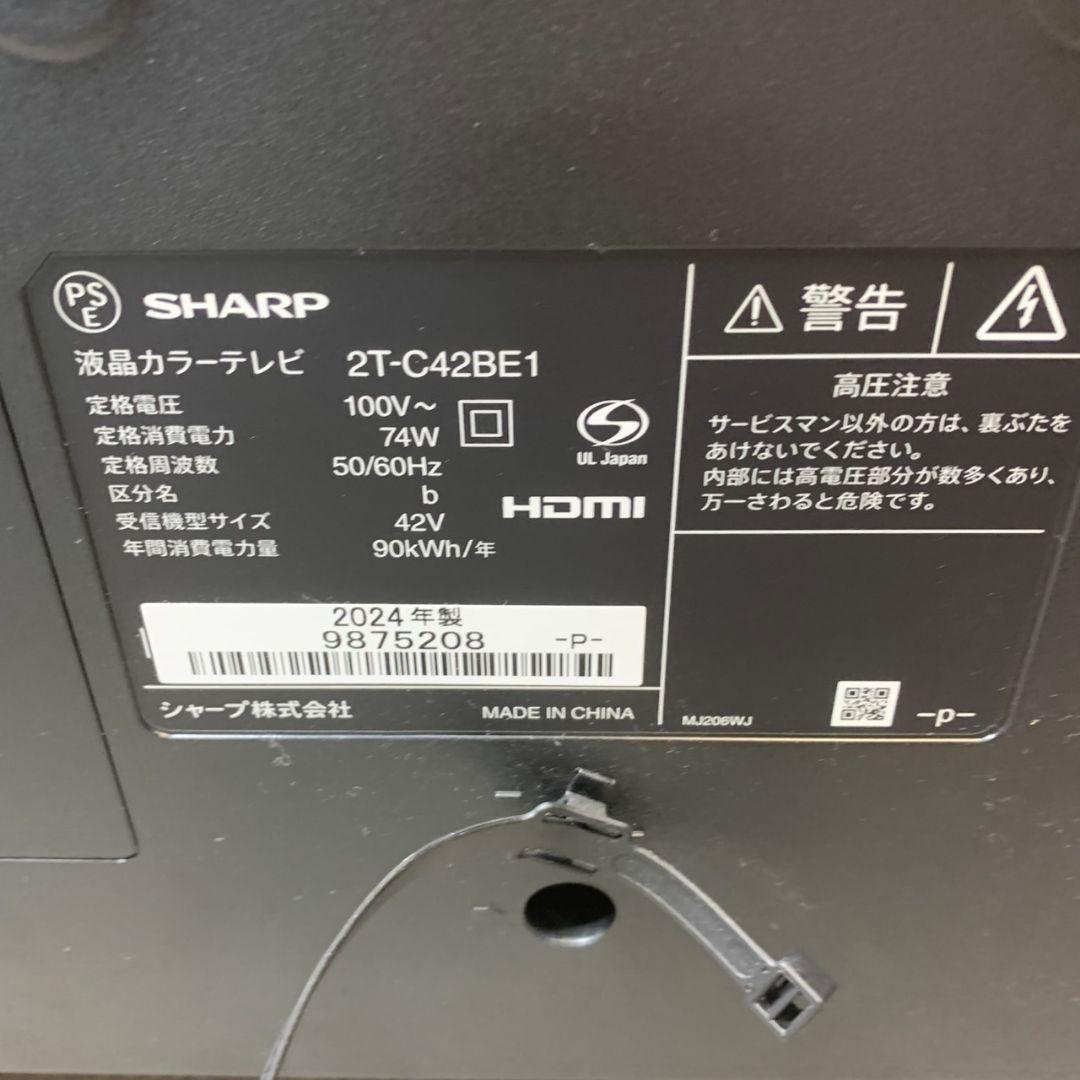 PS
E
SHARP
液晶カラーテレビ 2T-C42BE1
定格電圧 100V~
定格消費電力 74W
定格周波数 50/60Hz
区分名 b
受信機型サイズ 42V
年間消費電力量 90kWh/年
UL Japan
HDMI
2024年製
9875208 -P-
シャープ株式会社 MADE IN CHINA
警告
高圧注意
サービスマン以外の方は、裏ぶたを
あけないでください。
内部には高電圧部分が数多くあり、
万一さわると危険です。
MJ206WJ -p-